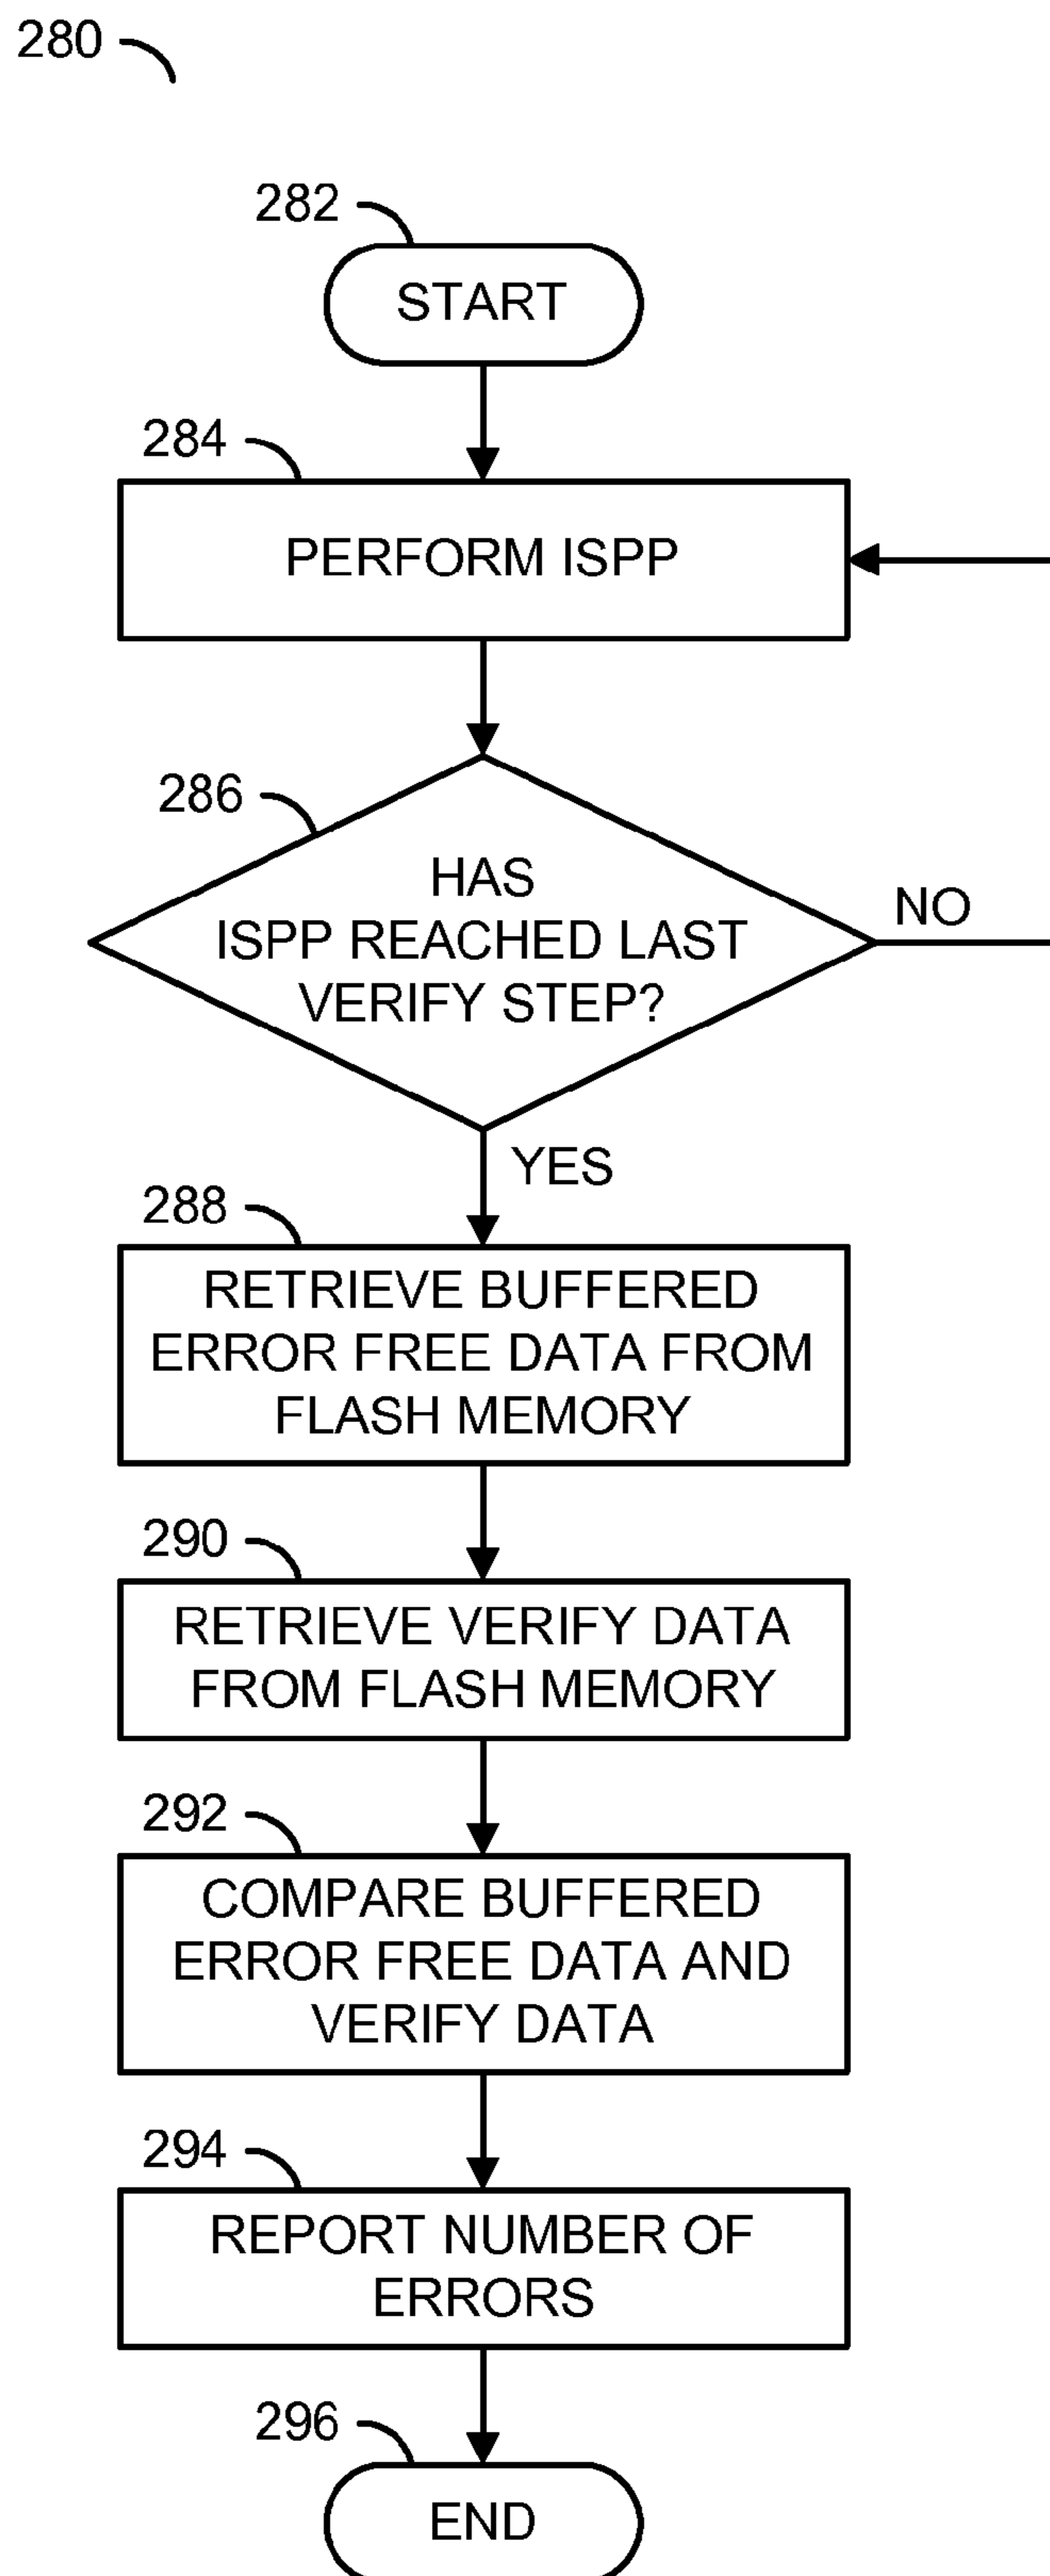 280
282
START
284
PERFORM ISPP
286
HAS
ISPP REACHED LAST
VERIFY STEP?
NO
YES
288
RETRIEVE BUFFERED
ERROR FREE DATA FROM
FLASH MEMORY
290
RETRIEVE VERIFY DATA
FROM FLASH MEMORY
292
COMPARE BUFFERED
ERROR FREE DATA AND
VERIFY DATA
294
REPORT NUMBER OF
ERRORS
296
END